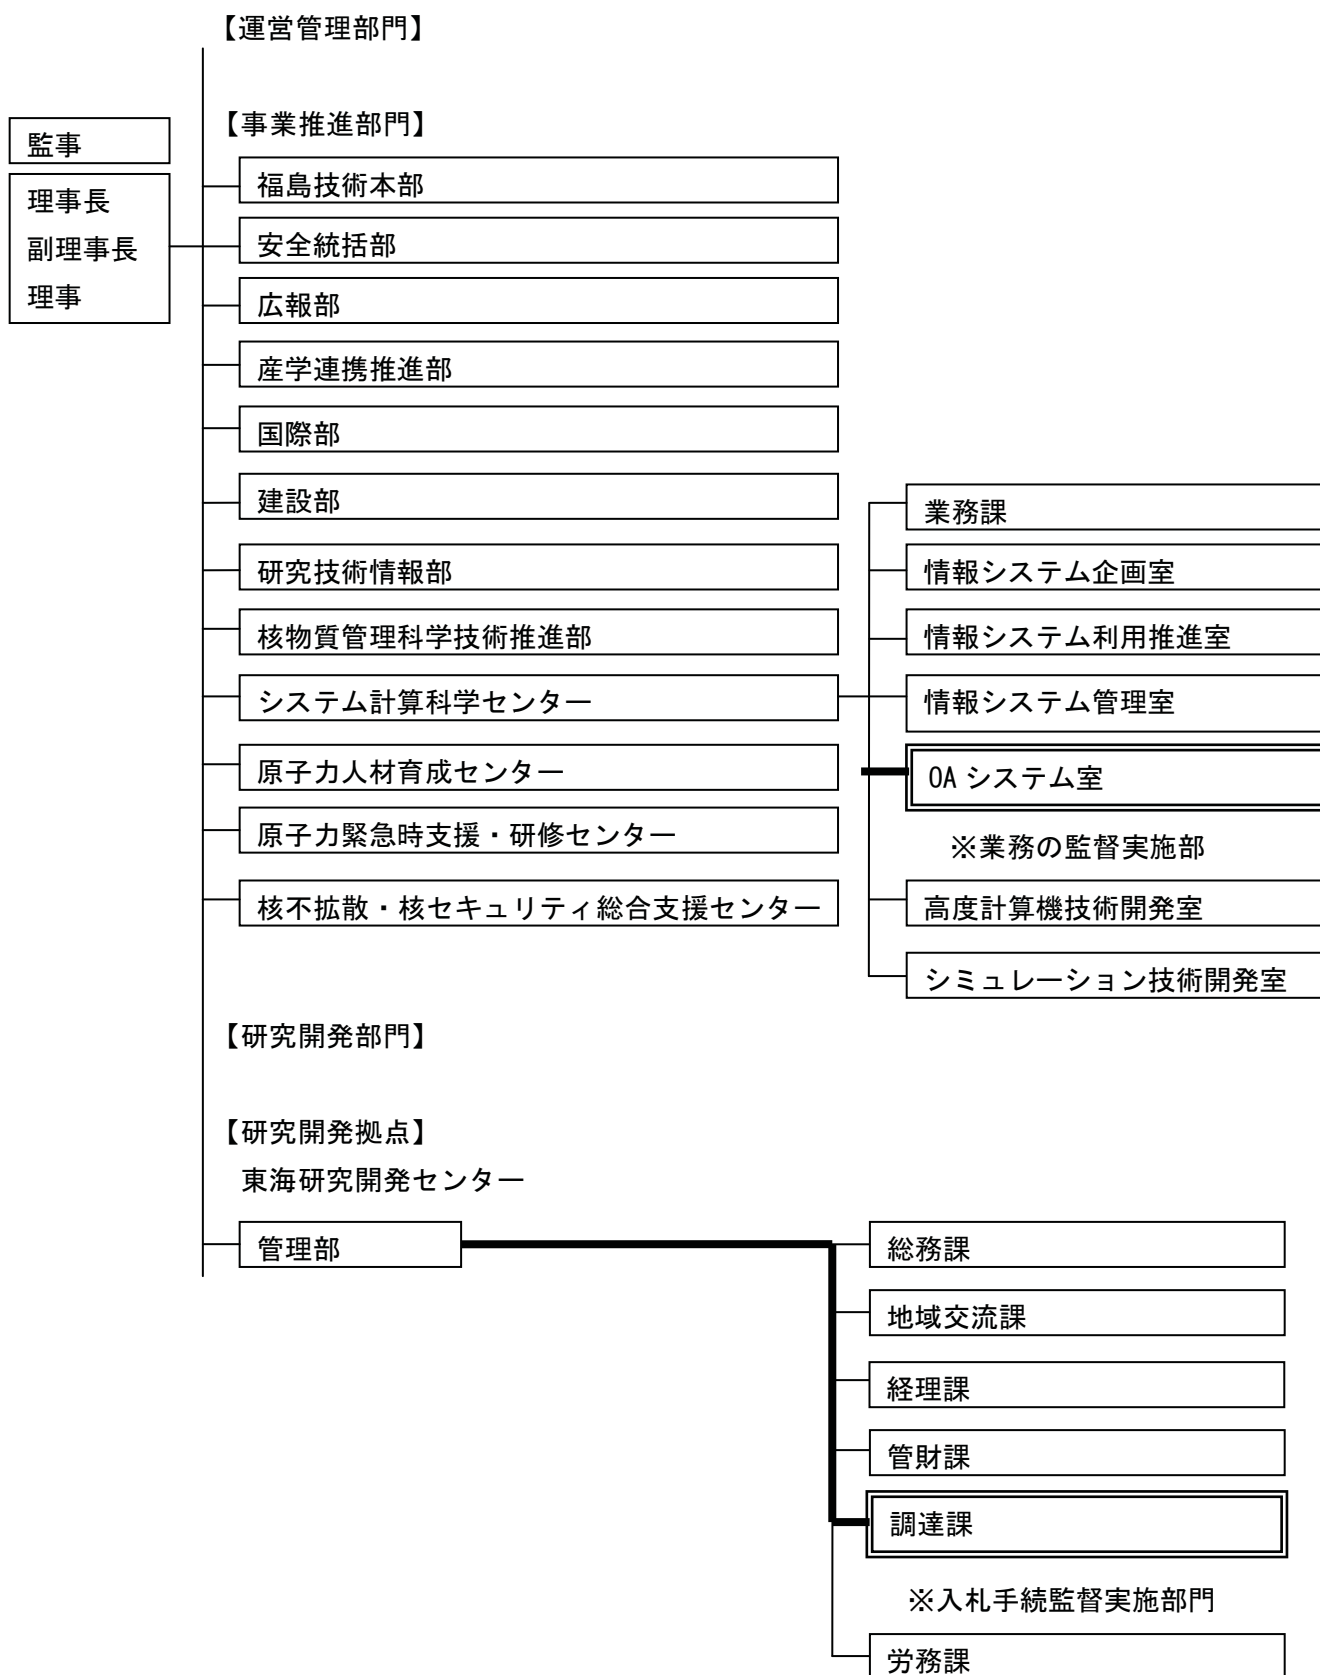 【運営管理部門】
【事業推進部門】
監事
理事長
副理事長
理事
福島技術本部
安全統括部
広報部
産学連携推進部
国際部
建設部
研究技術情報部
核物質管理科学技術推進部
システム計算科学センター
原子力人材育成センター
原子力緊急時支援・研修センター
核不拡散・核セキュリティ総合支援センター
業務課
情報システム企画室
情報システム利用推進室
情報システム管理室
OA システム室
※業務の監督実施部
高度計算機技術開発室
シミュレーション技術開発室
【研究開発部門】
【研究開発拠点】
東海研究開発センター
管理部
総務課
地域交流課
経理課
管財課
調達課
※入札手続監督実施部門
労務課